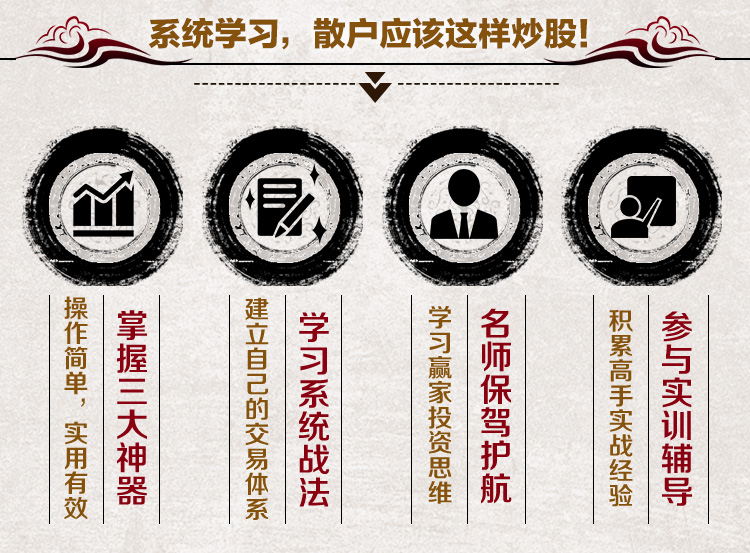 系统学习，散户应该这样炒股！
掌握三大神器
操作简单，实用有效
学习系统战法
建立自己的交易体系
名师保驾护航
学习赢家投资思维
参与实训辅导
积累高手实战经验